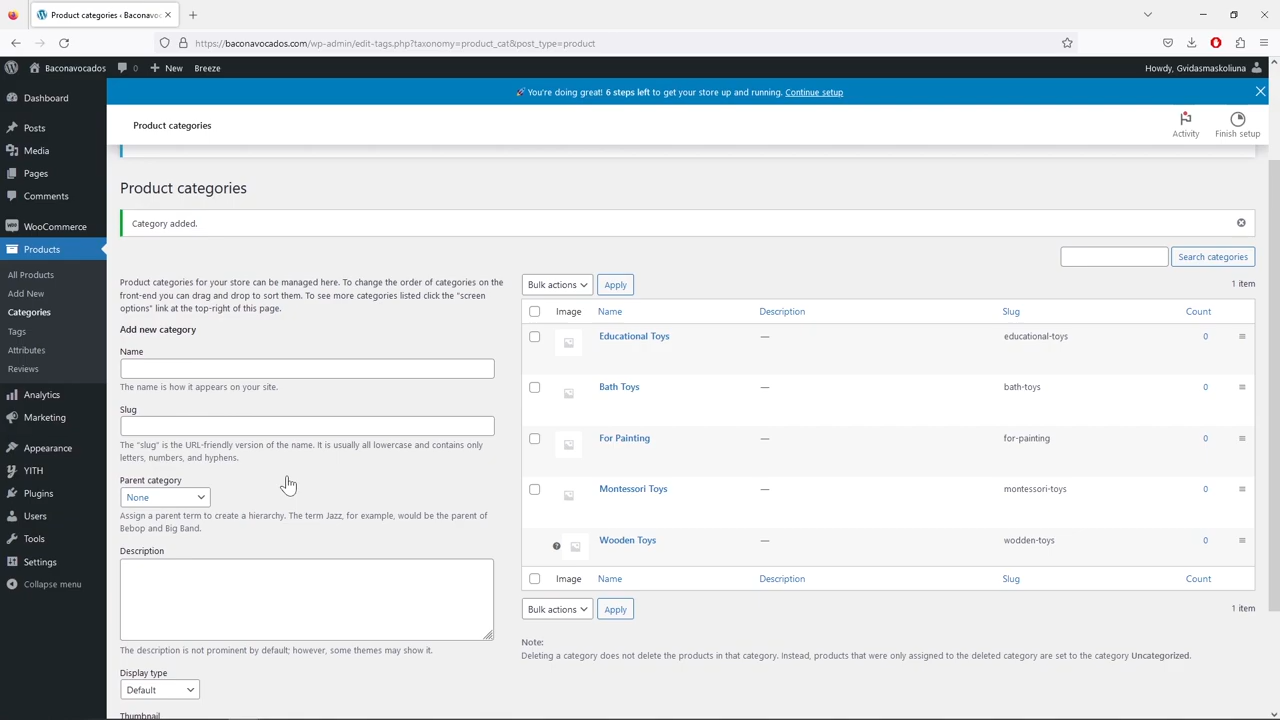 Product categories ‹ Baconavoc
https://baconavocados.com/wp-admin/edit-tags.php?taxonomy=product_cat&post_type=product
Baconavocados
0
New
Breeze
Howdy, Gvidasmaskoliuna
🚀 You're doing great! 6 steps left to get your store up and running. Continue setup
Product categories
Activity
Finish setup
Dashboard
Posts
Media
Pages
Comments
WooCommerce
Products
All Products
Add New
Categories
Tags
Attributes
Reviews
Analytics
Marketing
Appearance
YITH
Plugins
Users
Tools
Settings
Collapse menu
Product categories
Category added.
Search categories
Product categories for your store can be managed here. To change the order of categories on the
front-end you can drag and drop to sort them. To see more categories listed click the "screen
options" link at the top-right of this page.
Add new category
Name
The name is how it appears on your site.
Slug
The "slug" is the URL-friendly version of the name. It is usually all lowercase and contains only
letters, numbers, and hyphens.
Parent category
None
Assign a parent term to create a hierarchy. The term Jazz, for example, would be the parent of
Bebop and Big Band.
Description
The description is not prominent by default; however, some themes may show it.
Display type
Default
Thumbnail
Bulk actions Apply 1 item
Image Name Description Slug Count
Educational Toys — educational-toys 0
Bath Toys — bath-toys 0
For Painting — for-painting 0
Montessori Toys — montessori-toys 0
Wooden Toys — wodden-toys 0
Image Name Description Slug Count
Bulk actions Apply 1 item
Note:
Deleting a category does not delete the products in that category. Instead, products that were only assigned to the deleted category are set to the category Uncategorized.